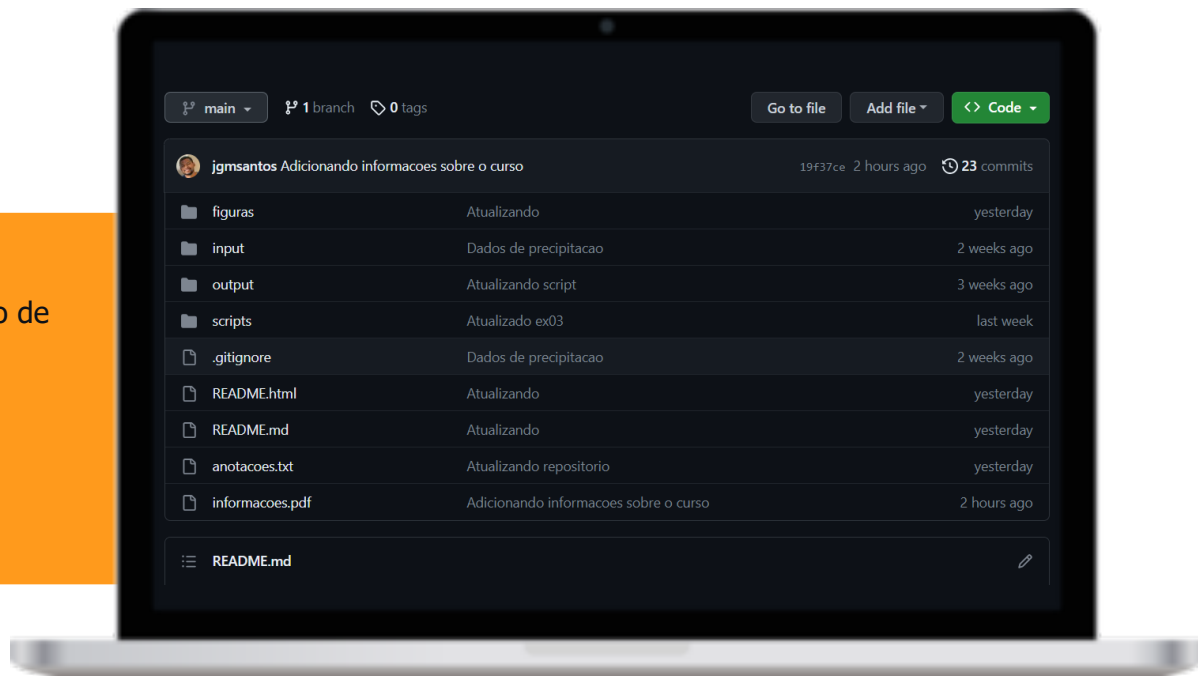 main 1 branch 0 tags Go to file Add file <> Code
jgmsantos Adicionando informacoes sobre o curso 19f37ce 2 hours ago 23 commits
figuras Atualizando yesterday
input Dados de precipitacao 2 weeks ago
o de
output Atualizando script 3 weeks ago
scripts Atualizado ex03 last week
.gitignore Dados de precipitacao 2 weeks ago
README.html Atualizando yesterday
README.md Atualizando yesterday
anotacoes.txt Atualizando repositorio yesterday
informacoes.pdf Adicionando informacoes sobre o curso 2 hours ago
README.md